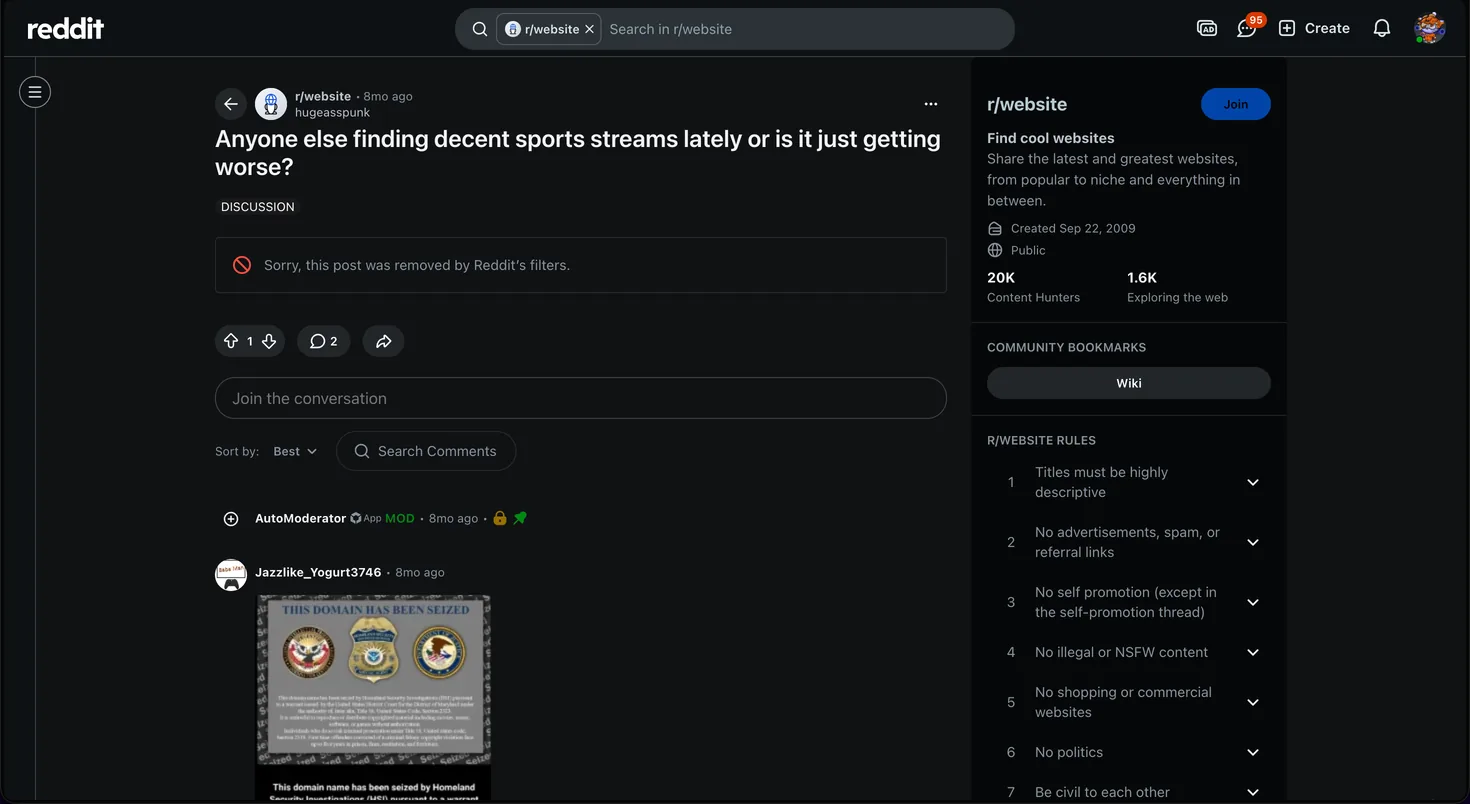 reddit
r/website
Search in r/website
AD
95
Create
r/website • 8mo ago
hugeasspunk
Anyone else finding decent sports streams lately or is it just getting
worse?
DISCUSSION
Sorry, this post was removed by Reddit's filters.
1
2
Join the conversation
Sort by: Best
Search Comments
AutoModerator App MOD • 8mo ago •
Jazzlike_Yogurt3746 • 8mo ago
THIS DOMAIN HAS BEEN SEIZED
This domain name has been seized by Homeland
Security Investigations (HSI) pursuant to a warrant
r/website
Join
Find cool websites
Share the latest and greatest websites,
from popular to niche and everything in
between.
Created Sep 22, 2009
Public
20K
Content Hunters
1.6K
Exploring the web
COMMUNITY BOOKMARKS
Wiki
R/WEBSITE RULES
1 Titles must be highly
descriptive
2 No advertisements, spam, or
referral links
3 No self promotion (except in
the self-promotion thread)
4 No illegal or NSFW content
5 No shopping or commercial
websites
6 No politics
7 Be civil to each other